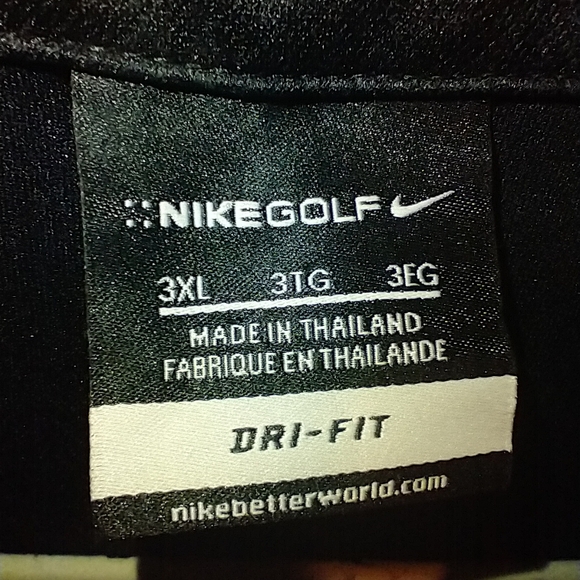 NIKEGOLF
3XL 3TG 3EG
MADE IN THAILAND
FABRIQUE EN THAILANDE
DRI-FIT
nikebetterworld.com